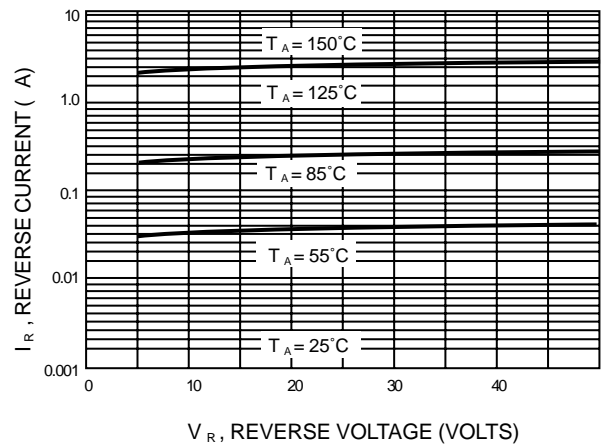 10
1.0
0.1
0.01
0.001
I R , REVERSE CURRENT ( A)
T A = 150°C
T A = 125°C
T A = 85°C
T A = 55°C
T A = 25°C
0 10 20 30 40
V R , REVERSE VOLTAGE (VOLTS)